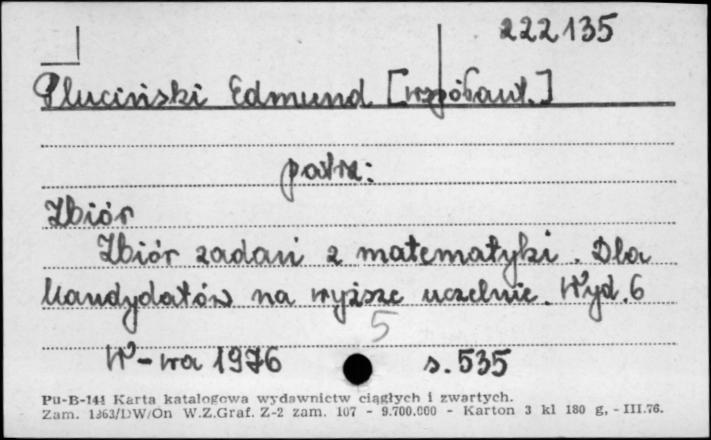 222135
Pluciński Edmund [współaut.]
patrz:
Zbiór
Zbiór zadań z matematyki. Dla
kandydatów na wyższe uczelnie. Wyd. 6
5
W-wa 1976 s. 535
Pu-B-141 Karta katalogowa wydawnictw ciągłych i zwartych.
Zam. 1363/DW/On W.Z.Graf. Z-2 zam. 107 - 9.700.000 - Karton 3 kl 180 g, - III.76.